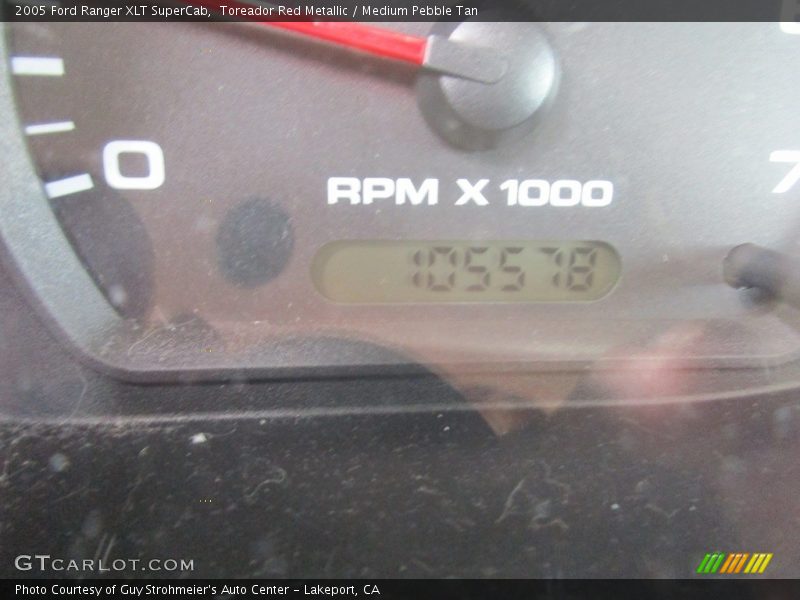 2005 Ford Ranger XLT SuperCab,  Toreador Red Metallic / Medium Pebble Tan
0
7
RPM X 1000
105578
GTCARLOT.COM
Photo Courtesy of Guy Strohmeier's Auto Center - Lakeport, CA